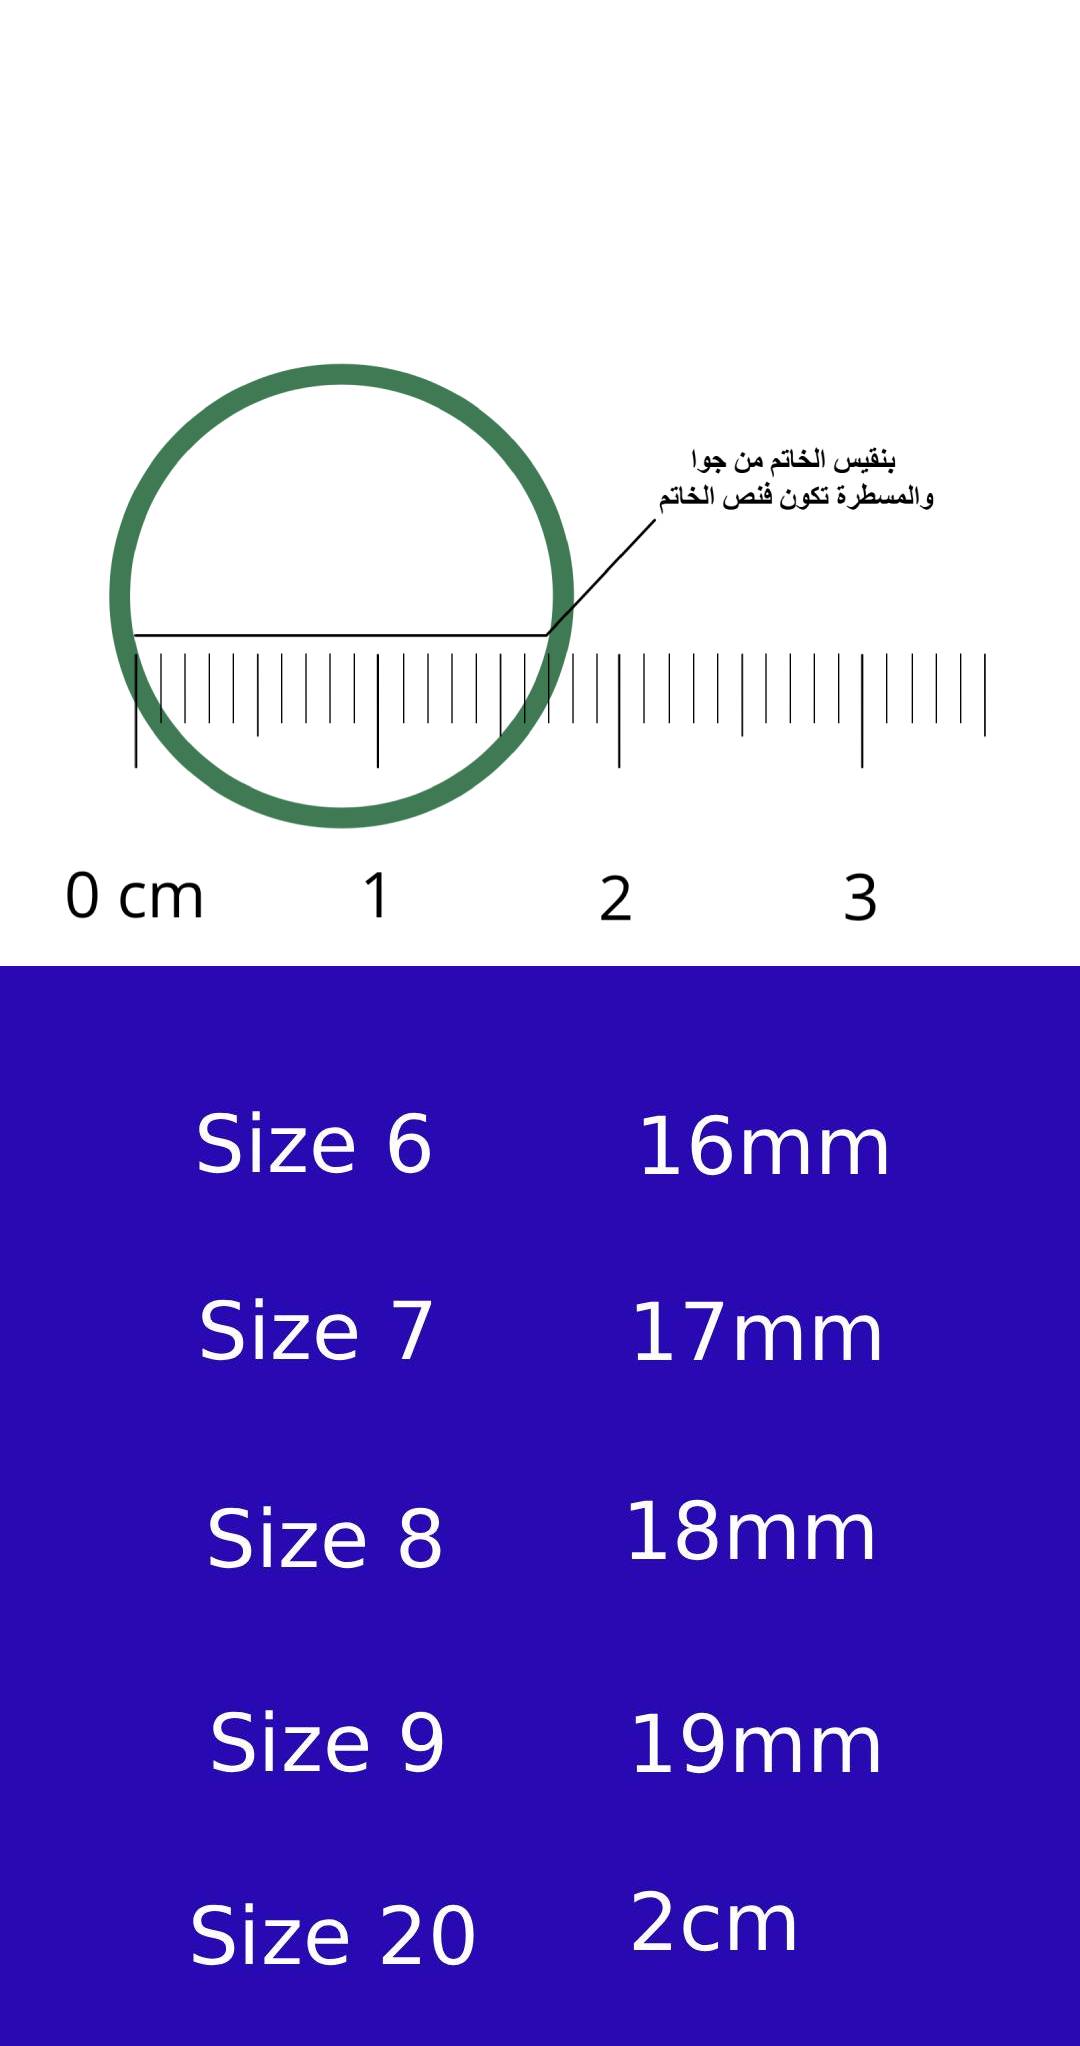 بنقيس الخاتم من جوا
والمسطرة تكون فنص الخاتم
0 cm 1 2 3
Size 6 16mm
Size 7 17mm
Size 8 18mm
Size 9 19mm
Size 20 2cm